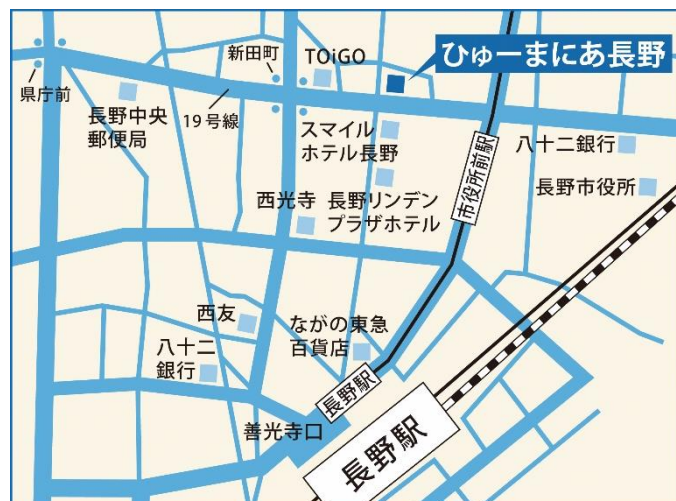 新田町
TOiGO
ひゅーまにあ長野
県庁前
長野中央
郵便局
19号線
スマイル
ホテル長野
八十二銀行
西光寺
長野リンデン
プラザホテル
市役所前駅
長野市役所
西友
八十二
銀行
ながの東急
百貨店
長野駅
善光寺口
長野駅